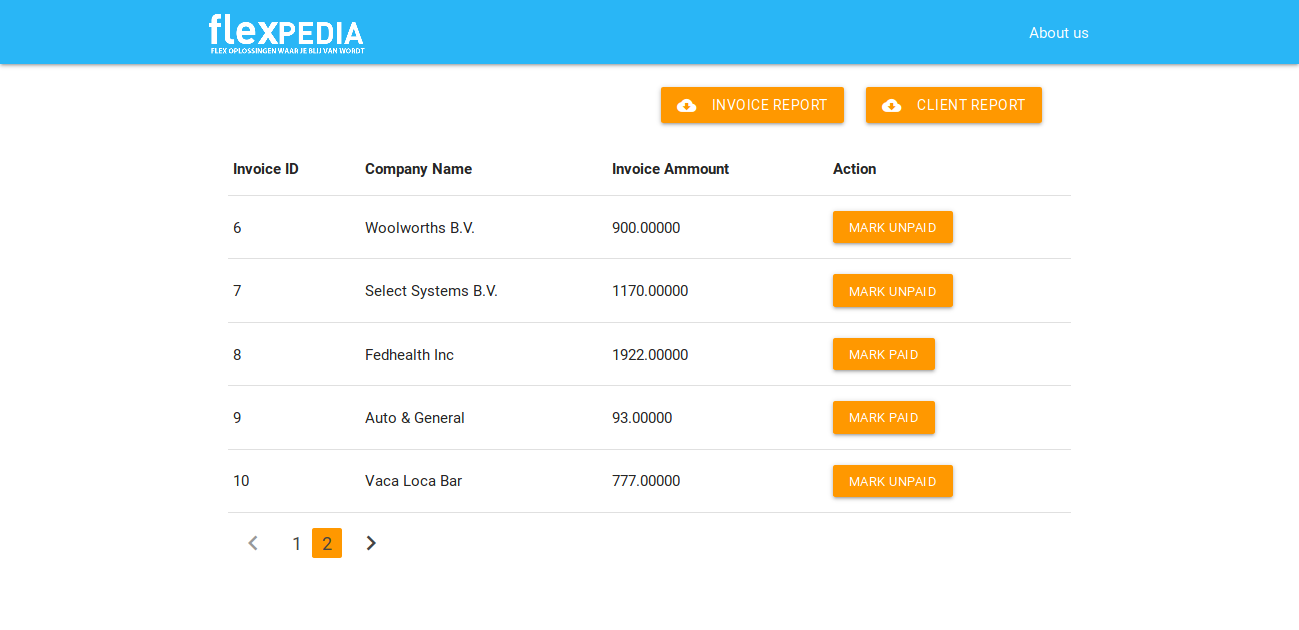 flexPEDIA
FLEX OPLOSSINGEN WAAR JE BLIJ VAN WORDT
About us
INVOICE REPORT CLIENT REPORT
Invoice ID Company Name Invoice Ammount Action
6 Woolworths B.V. 900.00000 MARK UNPAID
7 Select Systems B.V. 1170.00000 MARK UNPAID
8 Fedhealth Inc 1922.00000 MARK PAID
9 Auto & General 93.00000 MARK PAID
10 Vaca Loca Bar 777.00000 MARK UNPAID
1 2